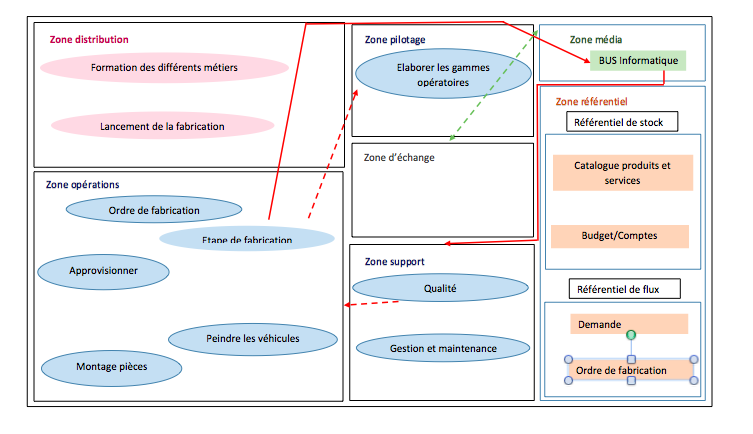 Zone distribution
Formation des différents métiers
Lancement de la fabrication
Zone pilotage
Elaborer les gammes
opératoires
Zone média
BUS Informatique
Zone référentiel
Référentiel de stock
Catalogue produits et
services
Budget/Comptes
Référentiel de flux
Demande
Ordre de fabrication
Zone d'échange
Zone opérations
Ordre de fabrication
Etape de fabrication
Approvisionner
Peindre les véhicules
Montage pièces
Zone support
Qualité
Gestion et maintenance